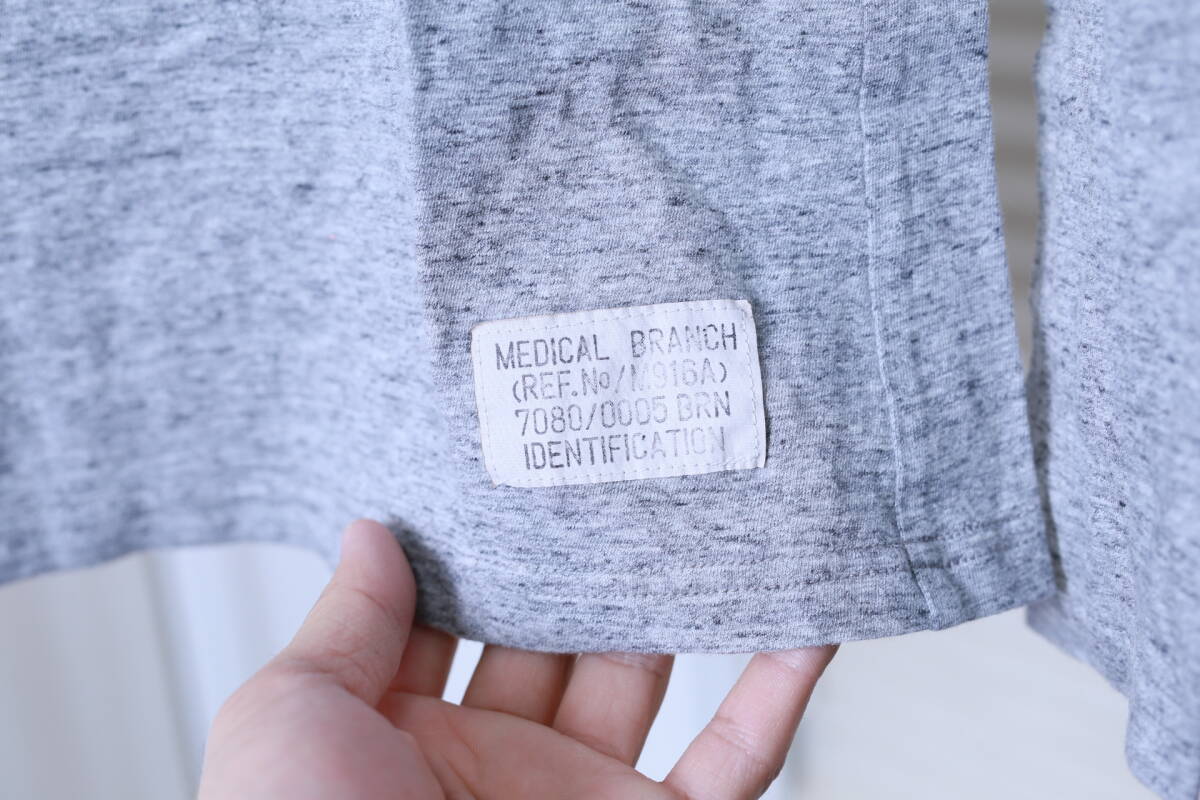 MEDICAL BRANCH
(REF.No/M916A)
7080/0005 BRN
IDENTIFICATION